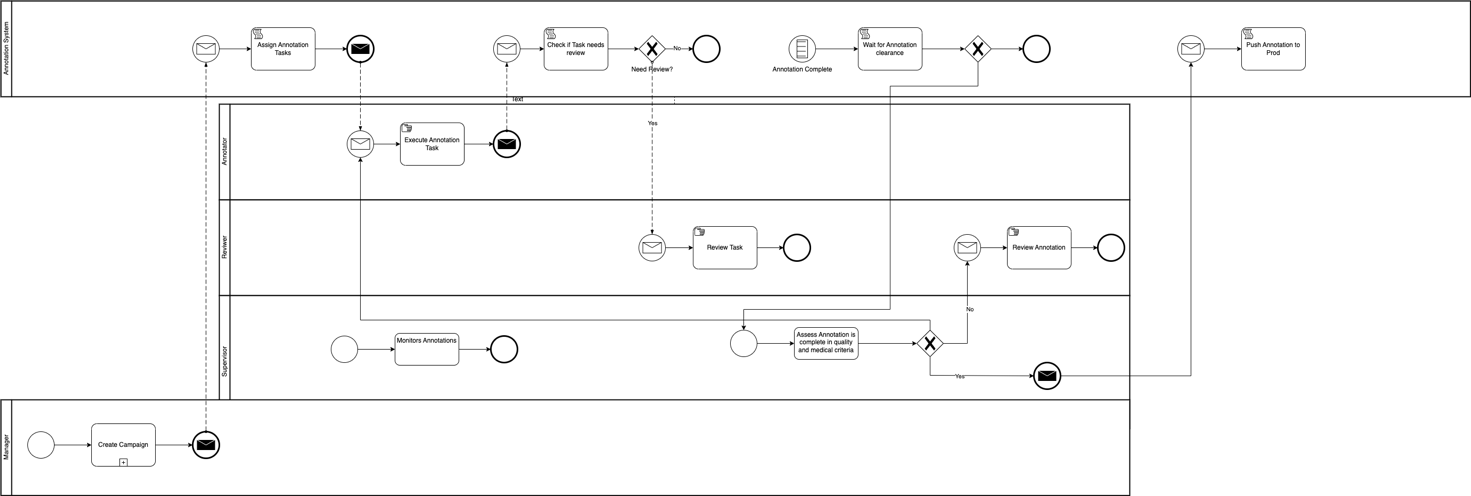 Annotation System
Assign Annotation
Tasks
Check if Task needs
review
No
Need Review?
Annotation Complete
Wait for Annotation
clearance
Push Annotation to
Prod
Text
Yes
Annotator
Execute Annotation
Task
Reviwer
Review Task
Review Annotation
No
Supervisor
Monitors Annotations
Assess Annotation is
complete in quality
and medical criteria
Yes
Manager
Create Campaign